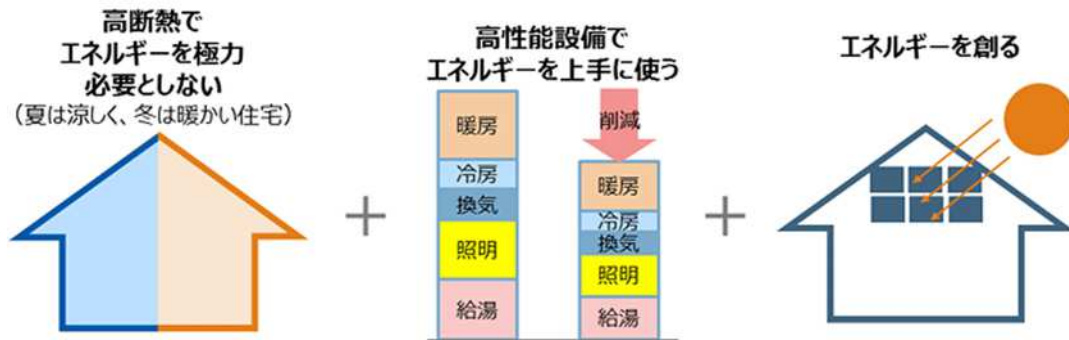 高断熱で
エネルギーを極力
必要としない
（夏は涼しく、冬は暖かい住宅）
高性能設備で
エネルギーを上手に使う
暖房
冷房
換気
照明
給湯
削減
暖房
冷房
換気
照明
給湯
エネルギーを創る